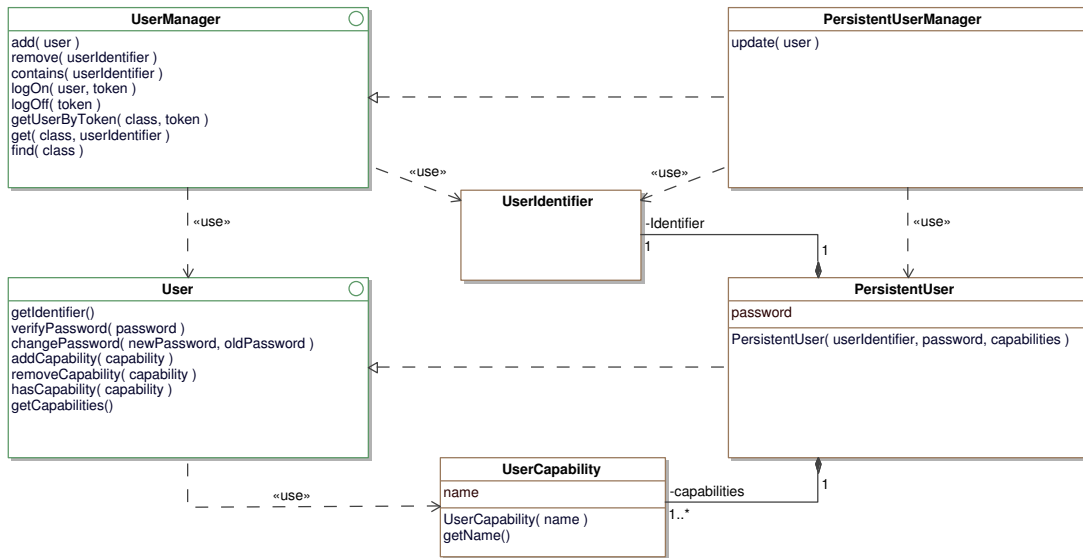 UserManager
add( user )
remove( userIdentifier )
contains( userIdentifier )
logOn( user, token )
logOff( token )
getUserByToken( class, token )
get( class, userIdentifier )
find( class )
PersistentUserManager
update( user )
«use»
«use»
UserIdentifier
«use»
«use»
-Identifier
1
1
User
getIdentifier()
verifyPassword( password )
changePassword( newPassword, oldPassword )
addCapability( capability )
removeCapability( capability )
hasCapability( capability )
getCapabilities()
PersistentUser
password
PersistentUser( userIdentifier, password, capabilities )
«use»
UserCapability
name
UserCapability( name )
getName()
-capabilities
1..*
1